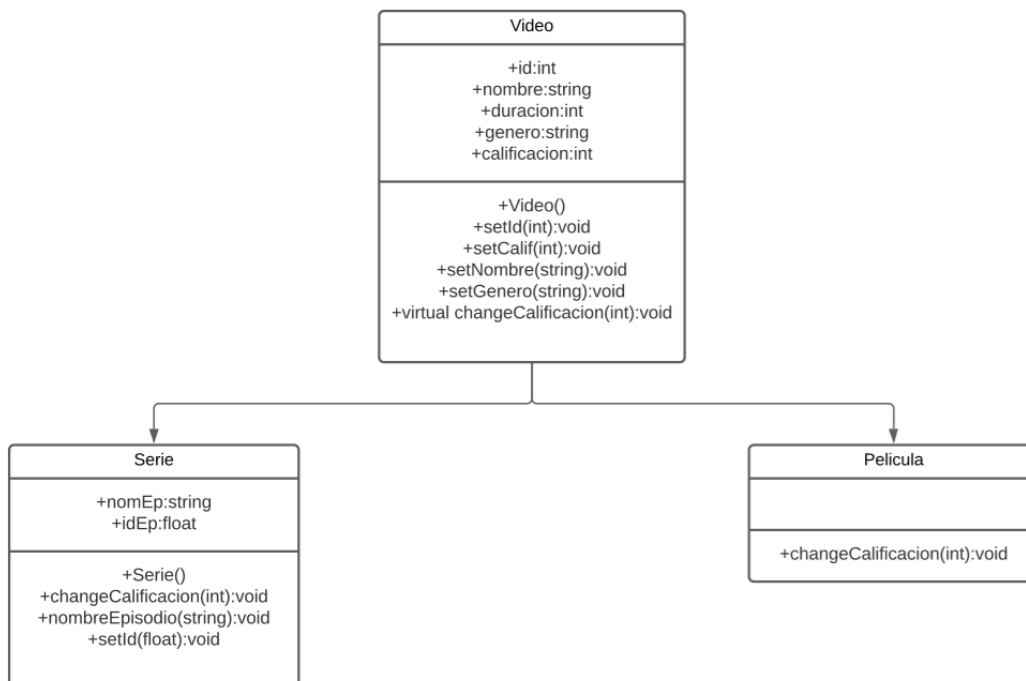 Video
+id:int
+nombre:string
+duracion:int
+genero:string
+calificacion:int
+Video()
+setId(int):void
+setCalif(int):void
+setNombre(string):void
+setGenero(string):void
+virtual changeCalificacion(int):void
Serie
+nomEp:string
+idEp:float
+Serie()
+changeCalificacion(int):void
+nombreEpisodio(string):void
+setId(float):void
Pelicula
+changeCalificacion(int):void